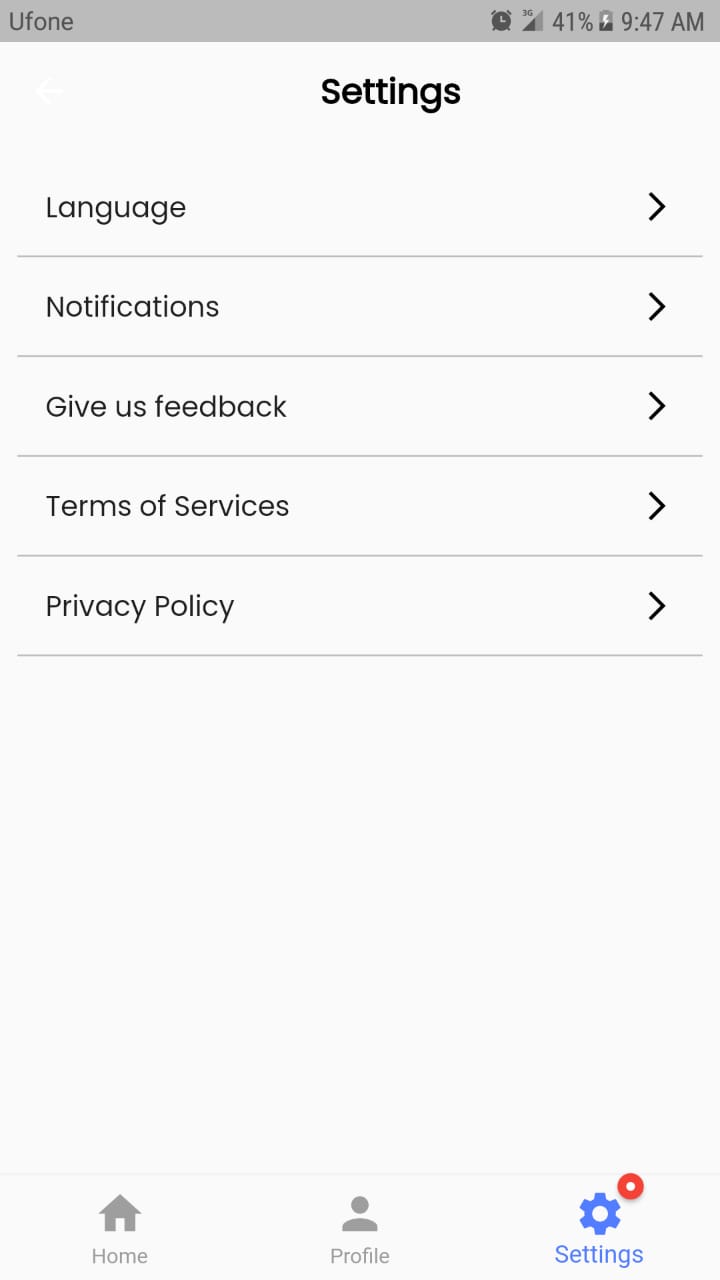 Ufone
3G 41% 9:47 AM
Settings
Language
Notifications
Give us feedback
Terms of Services
Privacy Policy
Home
Profile
Settings